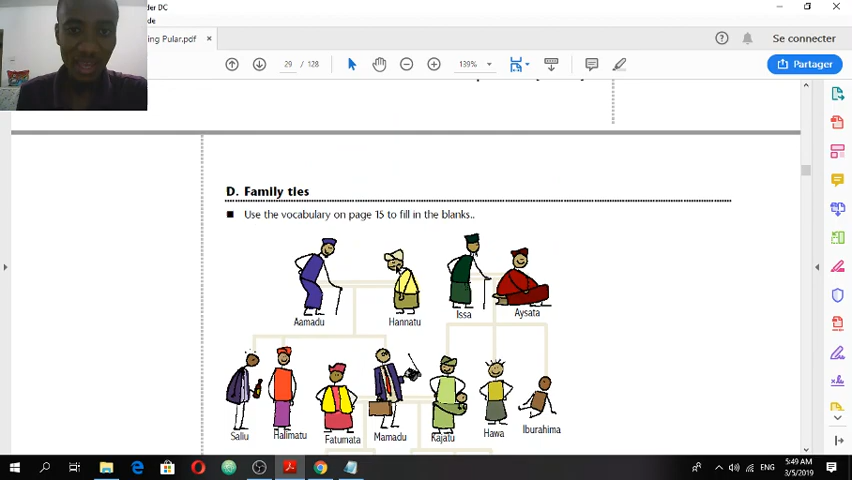 der DC
de
ing Pular.pdf
Se connecter
29 / 128
139%
Partager
D. Family ties
Use the vocabulary on page 15 to fill in the blanks..
Aamadu
Hannatu
Issa
Aysata
Saliu
Halimatu
Fatumata
Mamadu
Kajatu
Hawa
Iburahima
ENG
5:49 AM
3/5/2019